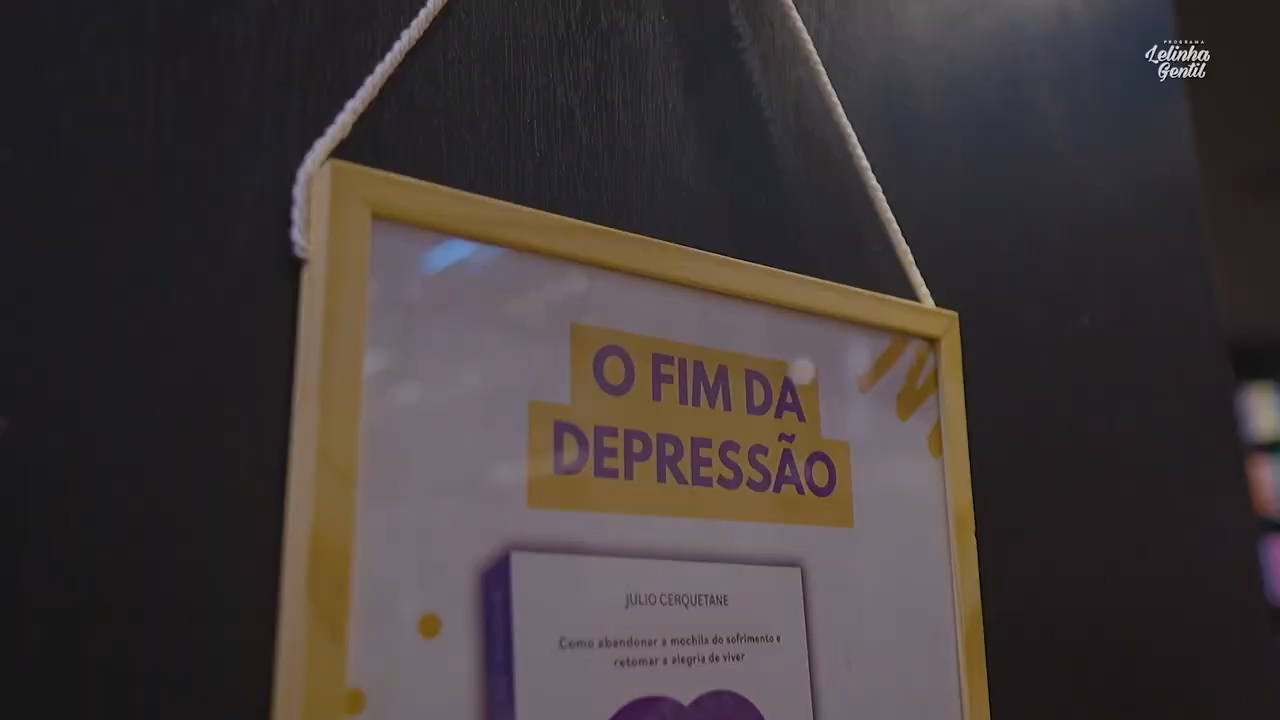 PROGRAMA
Lelinha
Gentil
O FIM DA
DEPRESSÃO
JULIO CERQUETANE
Como abandonar a mochila do sofrimento e
retomar a alegria de viver